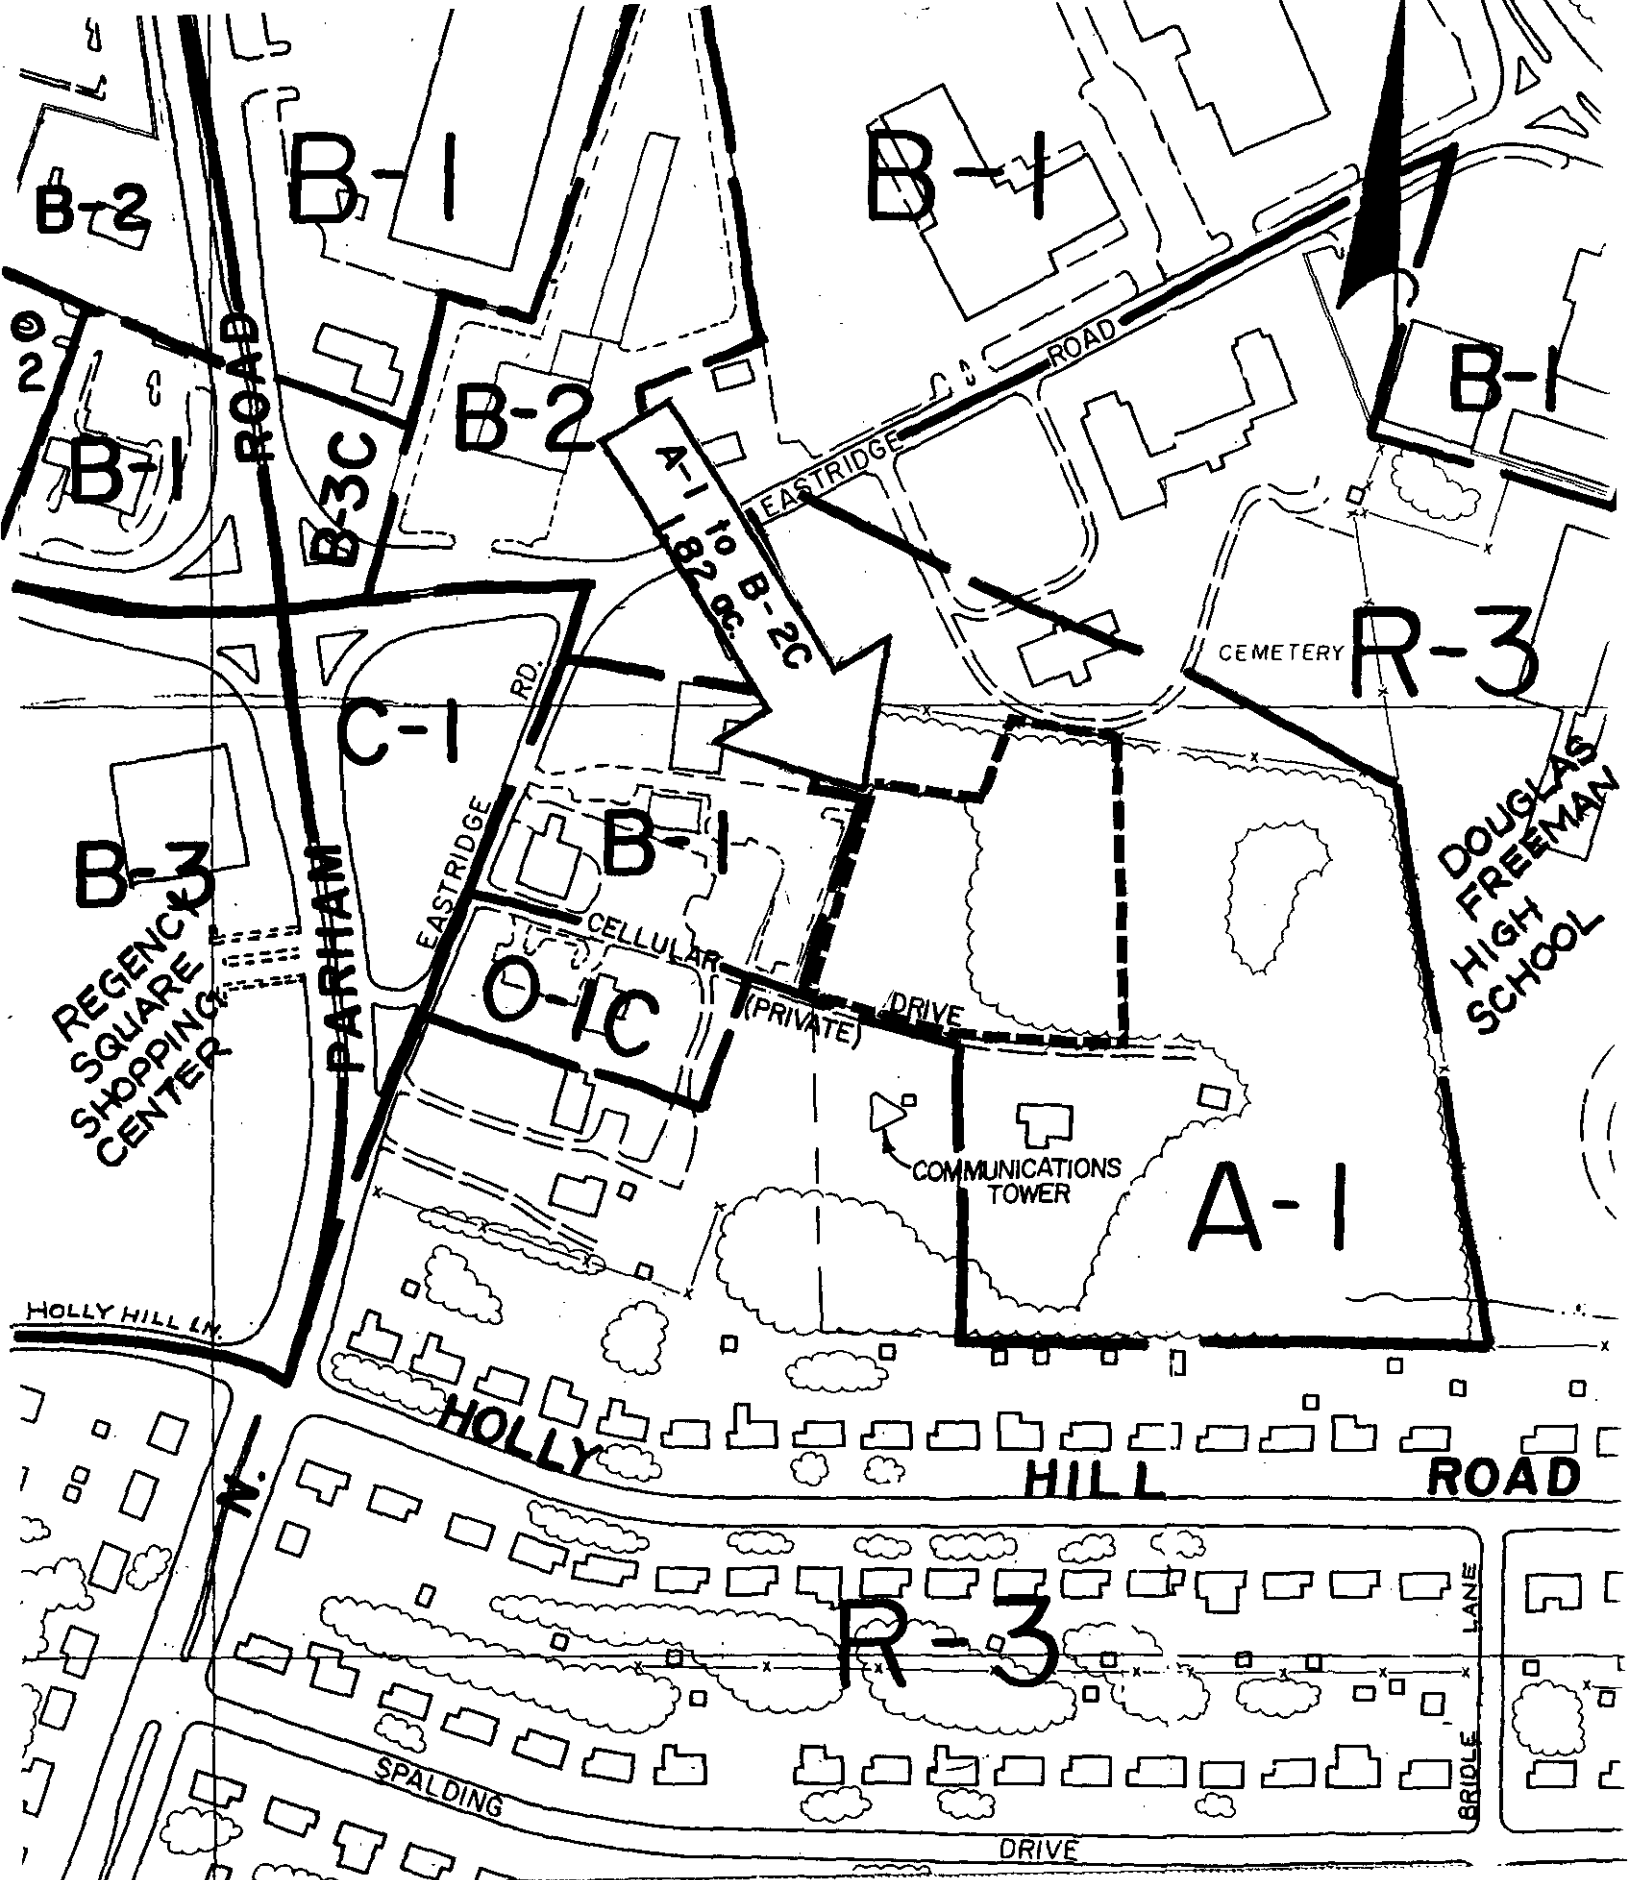 B-1
B-1
B-2
2
B-1
ROAD
B-3C
B-2
EASTRIDGE ROAD
B-1
A-1 to B-2C
1.82 ac.
CEMETERY
R-3
C-1
RD.
EASTRIDGE
B-3
REGENCY
SQUARE
SHOPPING
CENTER
PARHAM
B-1
CELLULAR
DRIVE
(PRIVATE)
O-1C
DOUGLAS
FREEMAN
HIGH
SCHOOL
COMMUNICATIONS
TOWER
A-1
HOLLY HILL LN.
HOLLY HILL ROAD
N.
R-3
LANE
BRIDLE
SPALDING
DRIVE